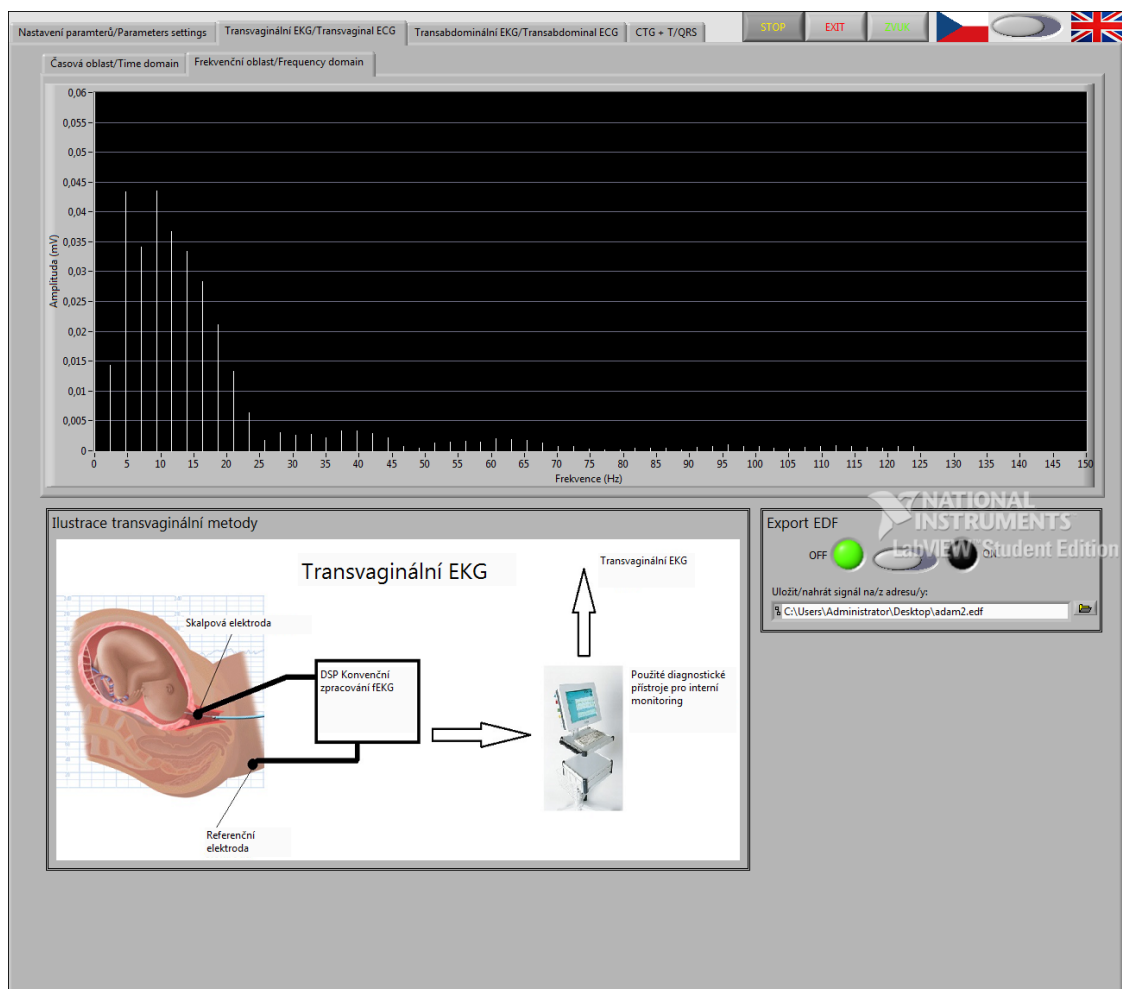 Nastavení paramterů/Parameters settings
Transvaginální EKG/Transvaginal ECG
Transabdominální EKG/Transabdominal ECG
CTG + T/QRS
STOP
EXIT
Časová oblast/Time domain
Frekvenční oblast/Frequency domain
0,06
0,055
0,05
0,045
0,04
0,035
0,03
0,025
0,02
0,015
0,01
0,005
0
Amplituda (mV)
0 5 10 15 20 25 30 35 40 45 50 55 60 65 70 75 80 85 90 95 100 105 110 115 120 125 130 135 140 145 150
Frekvence (Hz)
Ilustrace transvaginální metody
Transvaginální EKG
Skalpová elektroda
DSP Konvenční
zpracování fEKG
Referenční
elektroda
Transvaginální EKG
Použité diagnostické
přístroje pro interní
monitoring
Export EDF
NATIONAL
INSTRUMENTS
LabVIEW Student Edition
OFF
ON
Uložit/nahrát signál na/z adresu/y:
C:\Users\Administrator\Desktop\adam2.edf